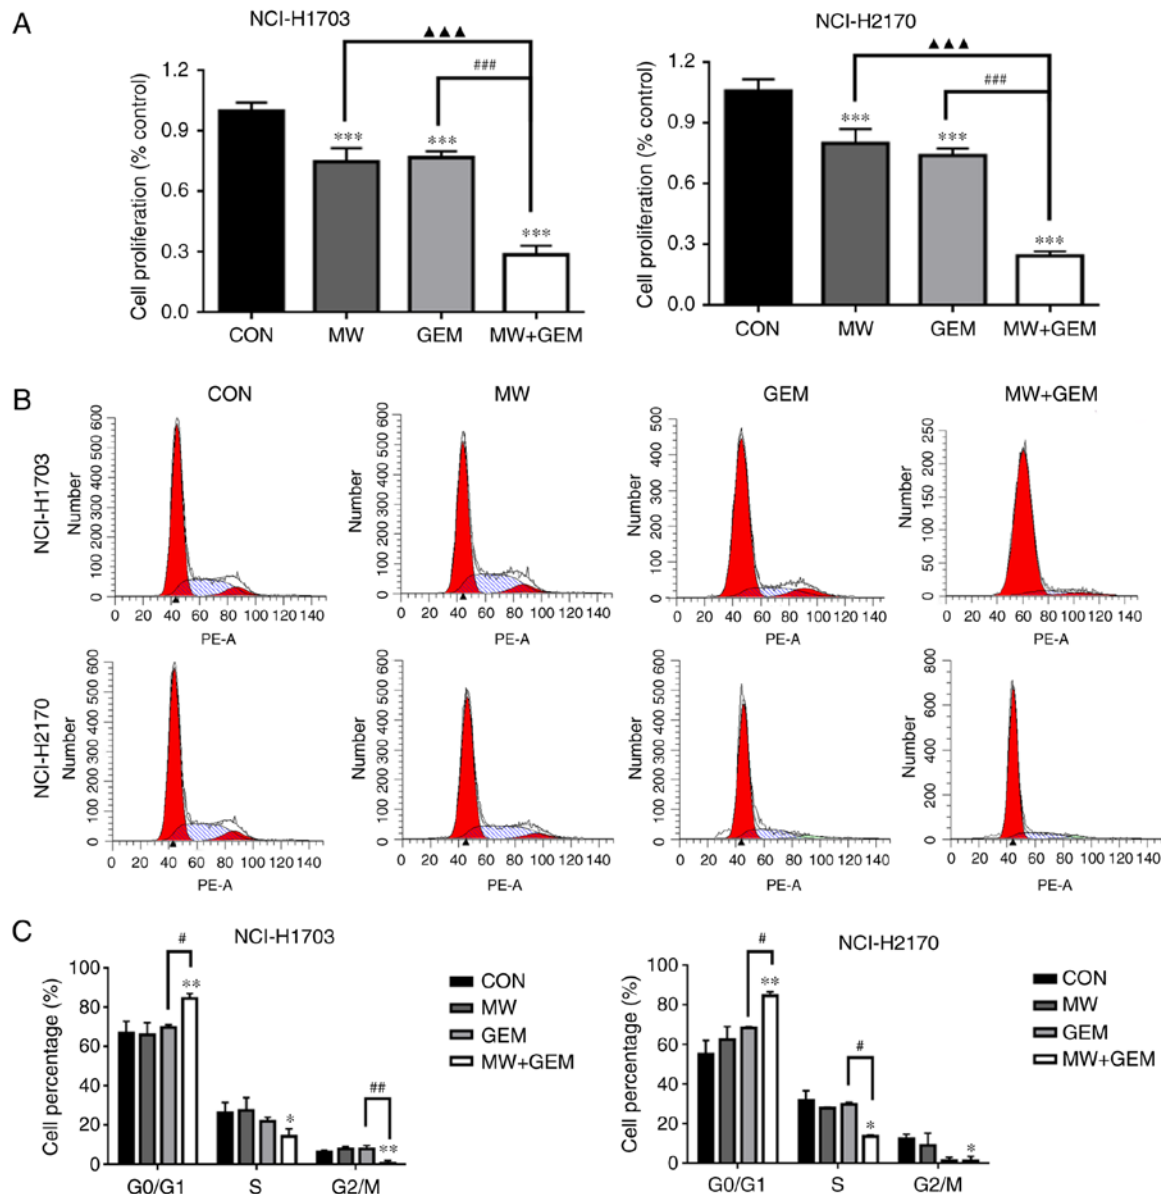 A
NCI-H1703
▲▲▲
###
Cell proliferation (% control)
1.2
0.9
0.6
0.3
0.0
***
***
***
CON MW GEM MW+GEM
NCI-H2170
▲▲▲
###
Cell proliferation (% control)
1.2
0.9
0.6
0.3
0.0
***
***
***
CON MW GEM MW+GEM
B
CON MW GEM MW+GEM
NCI-H1703
Number
0 100 200 300 400 500 600
0 20 40 60 80 100 120 140
PE-A
Number
0 100 200 300 400 500 600
0 20 40 60 80 100 120 140
PE-A
Number
0 100 200 300 400 500
0 20 40 60 80 100 120 140
PE-A
Number
0 50 100 150 200 250
0 20 40 60 80 100 120 140
PE-A
NCI-H2170
Number
0 100 200 300 400 500 600
0 20 40 60 80 100 120 140
PE-A
Number
0 100 200 300 400 500 600
0 20 40 60 80 100 120 140
PE-A
Number
0 100 200 300 400 500 600
0 20 40 60 80 100 120 140
PE-A
Number
0 200 400 600 800
0 20 40 60 80 100 120 140
PE-A
C
NCI-H1703
Cell percentage (%)
100
80
60
40
20
0
#
**
*
##
**
G0/G1 S G2/M
CON
MW
GEM
MW+GEM
NCI-H2170
Cell percentage (%)
100
80
60
40
20
0
#
**
#
*
*
G0/G1 S G2/M
CON
MW
GEM
MW+GEM